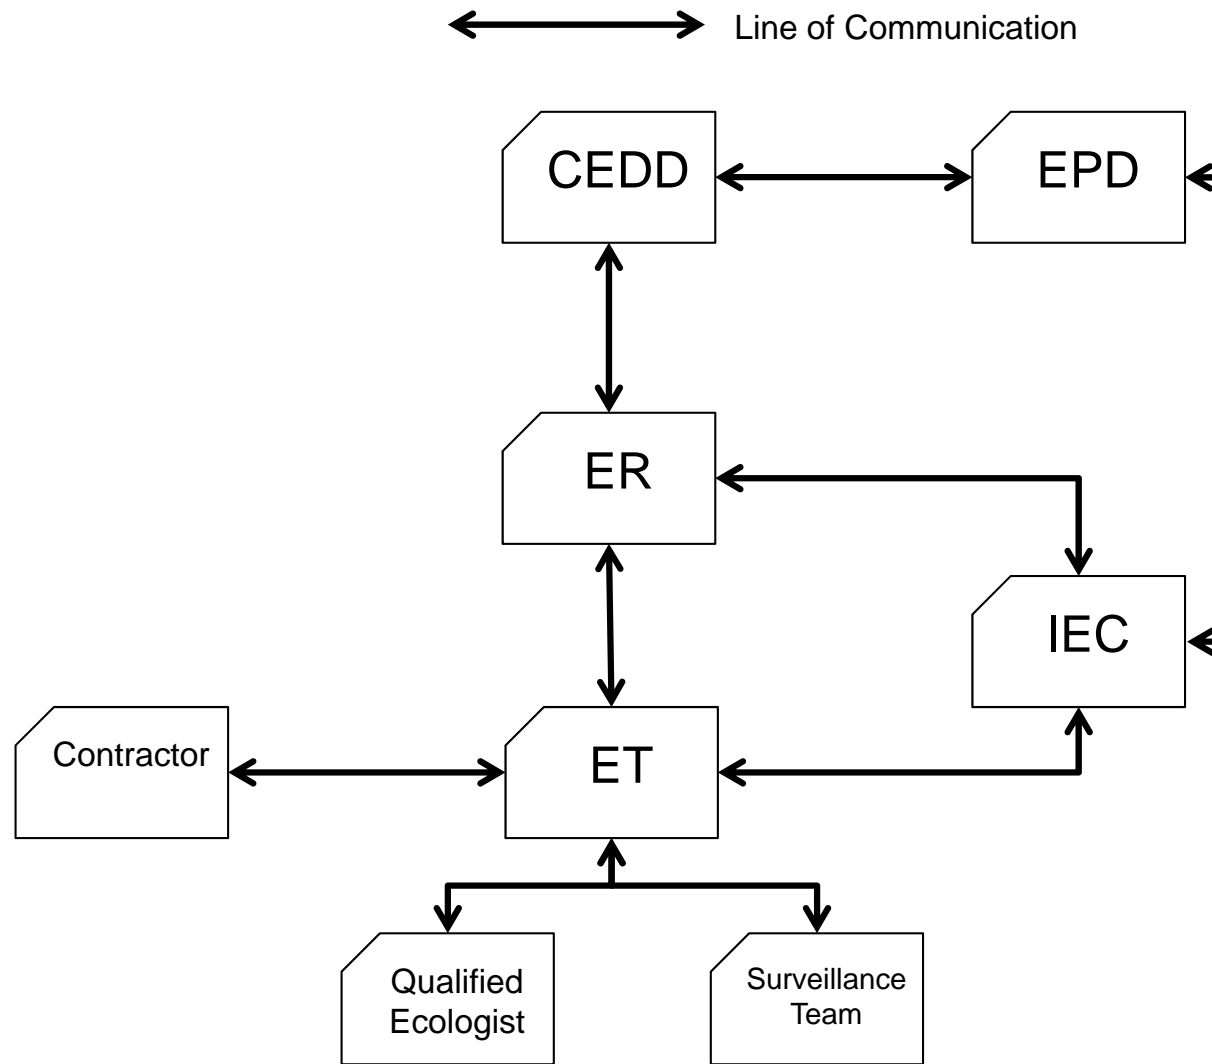 Line of Communication
CEDD
EPD
ER
IEC
Contractor
ET
Qualified
Ecologist
Surveillance
Team